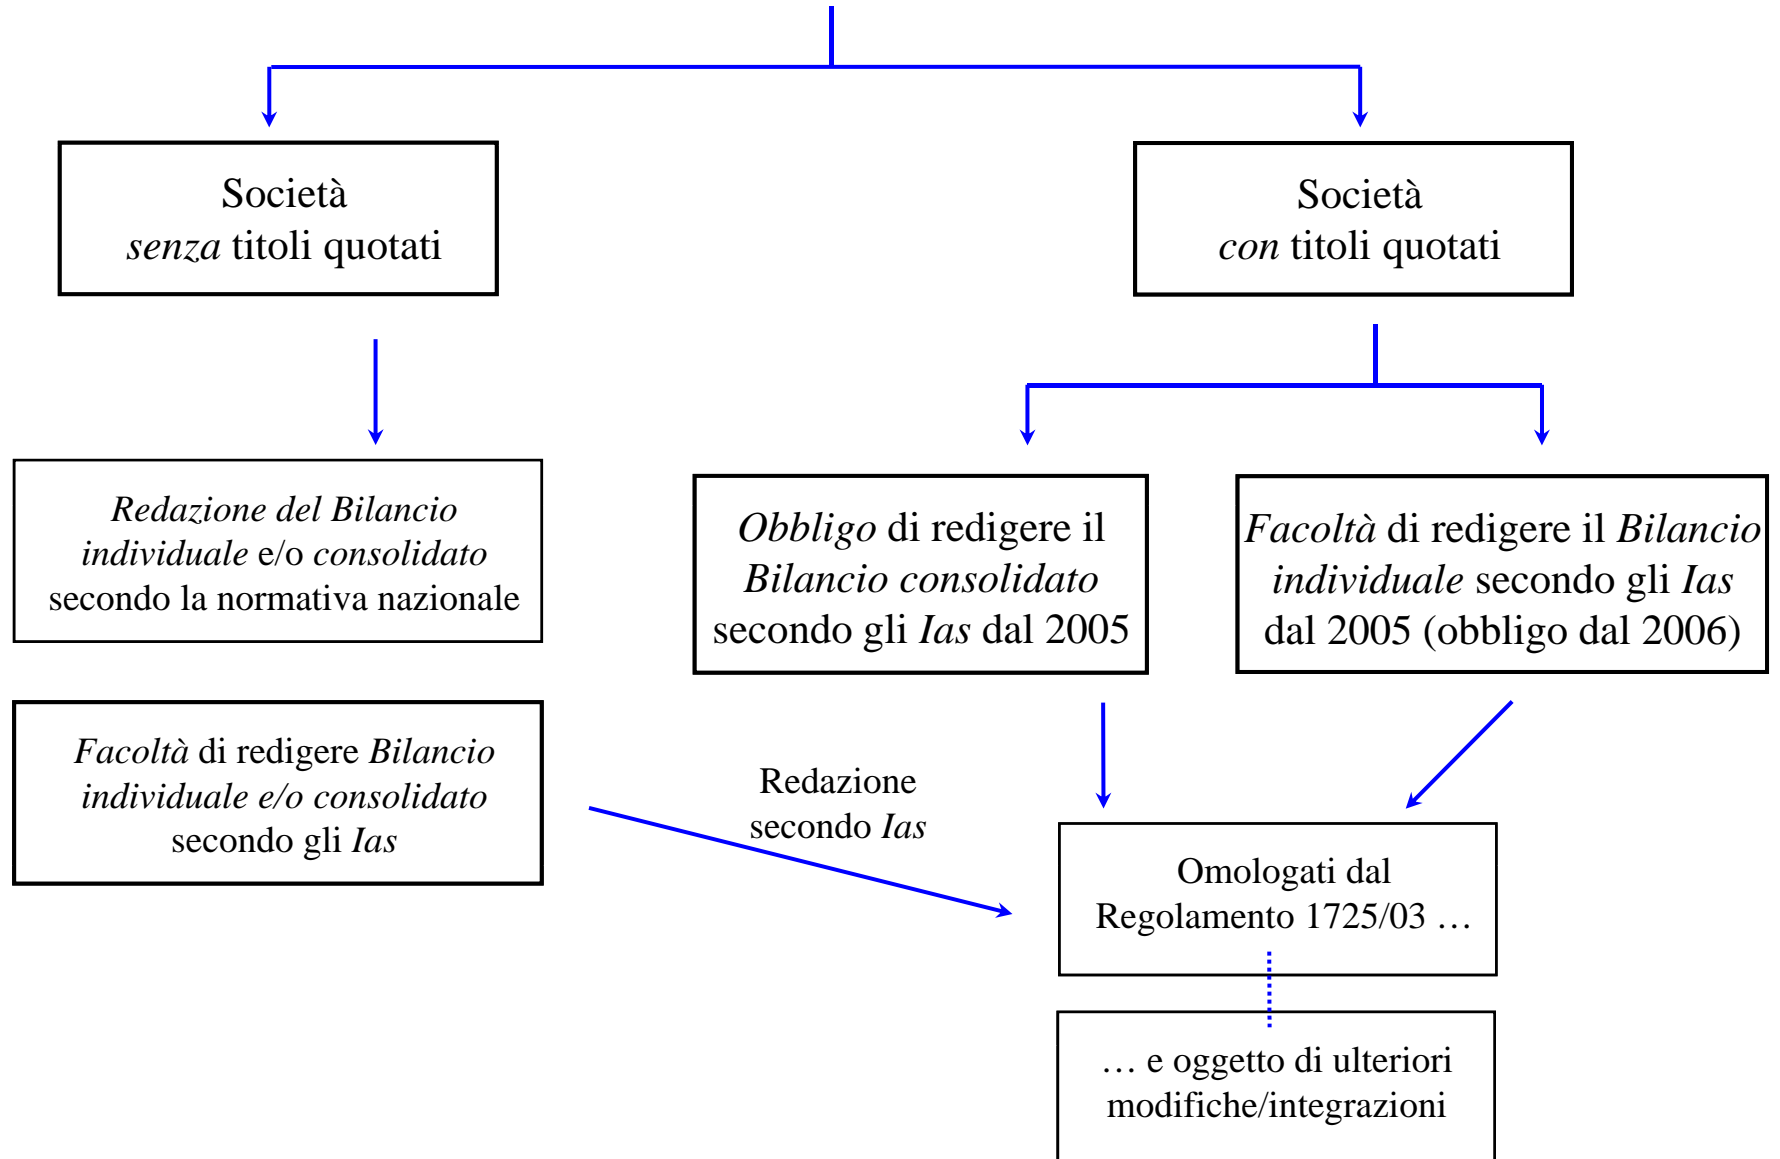 Società
senza titoli quotati
Società
con titoli quotati
Redazione del Bilancio
individuale e/o consolidato
secondo la normativa nazionale
Obbligo di redigere il
Bilancio consolidato
secondo gli Ias dal 2005
Facoltà di redigere il Bilancio
individuale secondo gli Ias
dal 2005 (obbligo dal 2006)
Facoltà di redigere Bilancio
individuale e/o consolidato
secondo gli Ias
Redazione
secondo Ias
Omologati dal
Regolamento 1725/03 …
… e oggetto di ulteriori
modifiche/integrazioni